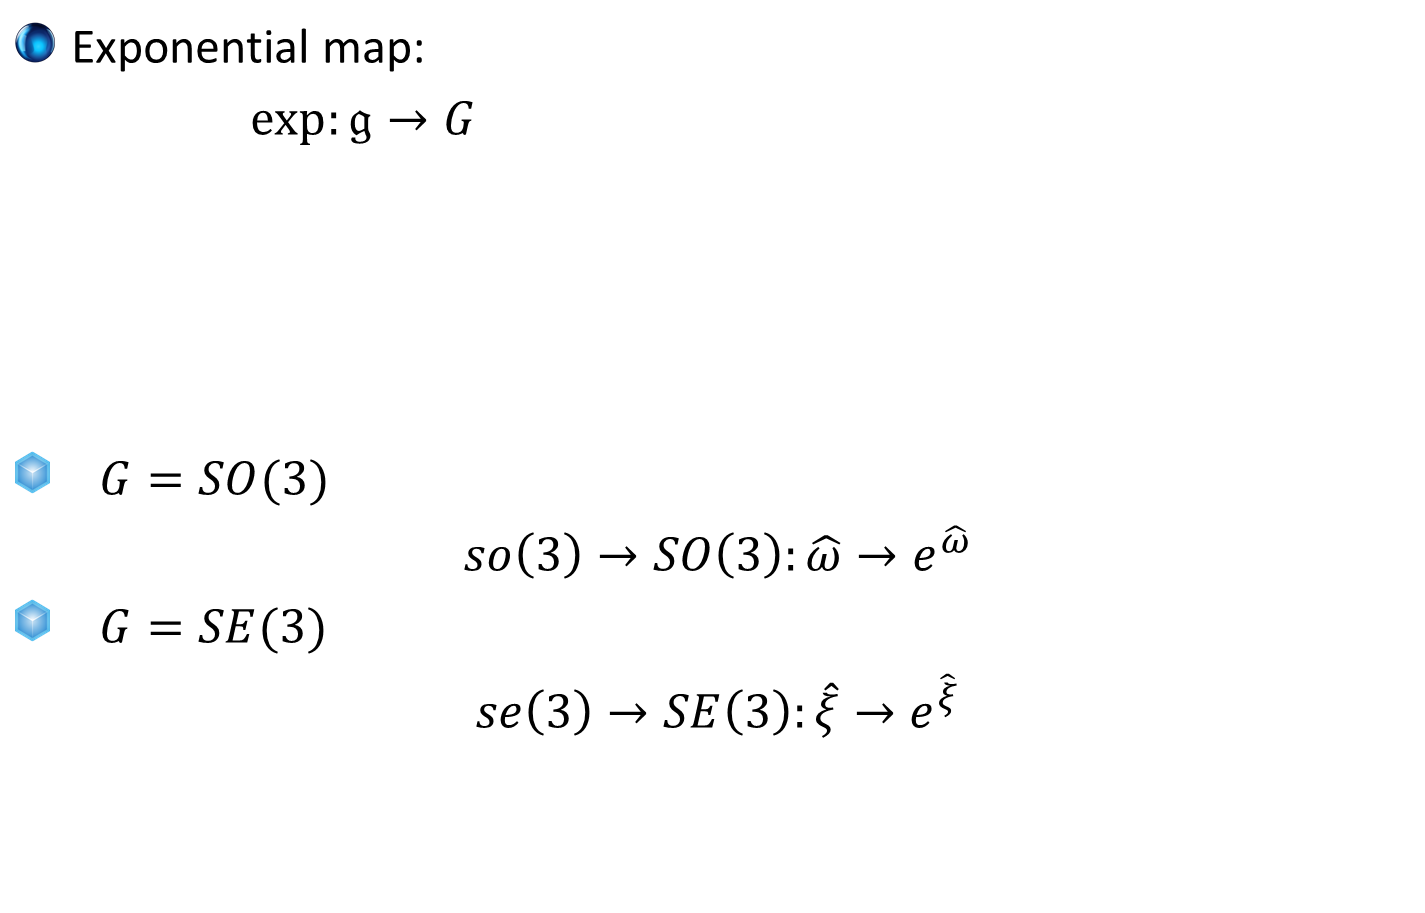 Exponential map:
exp: 𝔤 → G
G = SO(3)
so(3) → SO(3): ω̂ → e^ω̂
G = SE(3)
se(3) → SE(3): ξ̂ → e^ξ̂